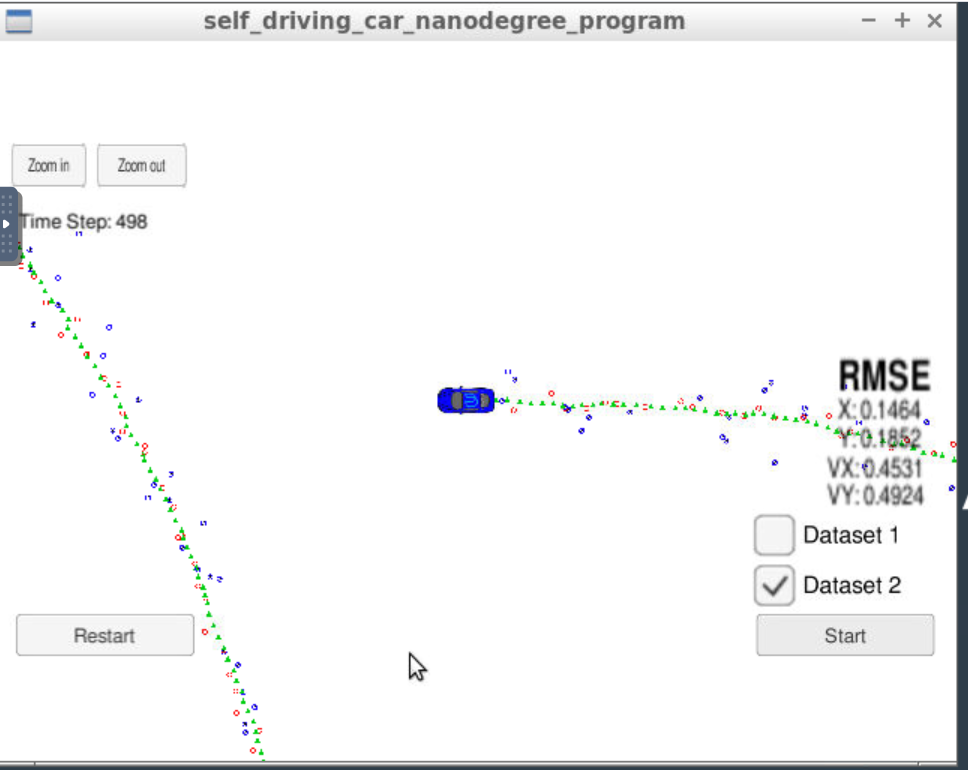 self_driving_car_nanodegree_program
Zoom in Zoom out
Time Step: 498
RMSE
X: 0.1464
Y: 0.1852
VX: 0.4531
VY: 0.4924
Dataset 1
Dataset 2
Restart Start